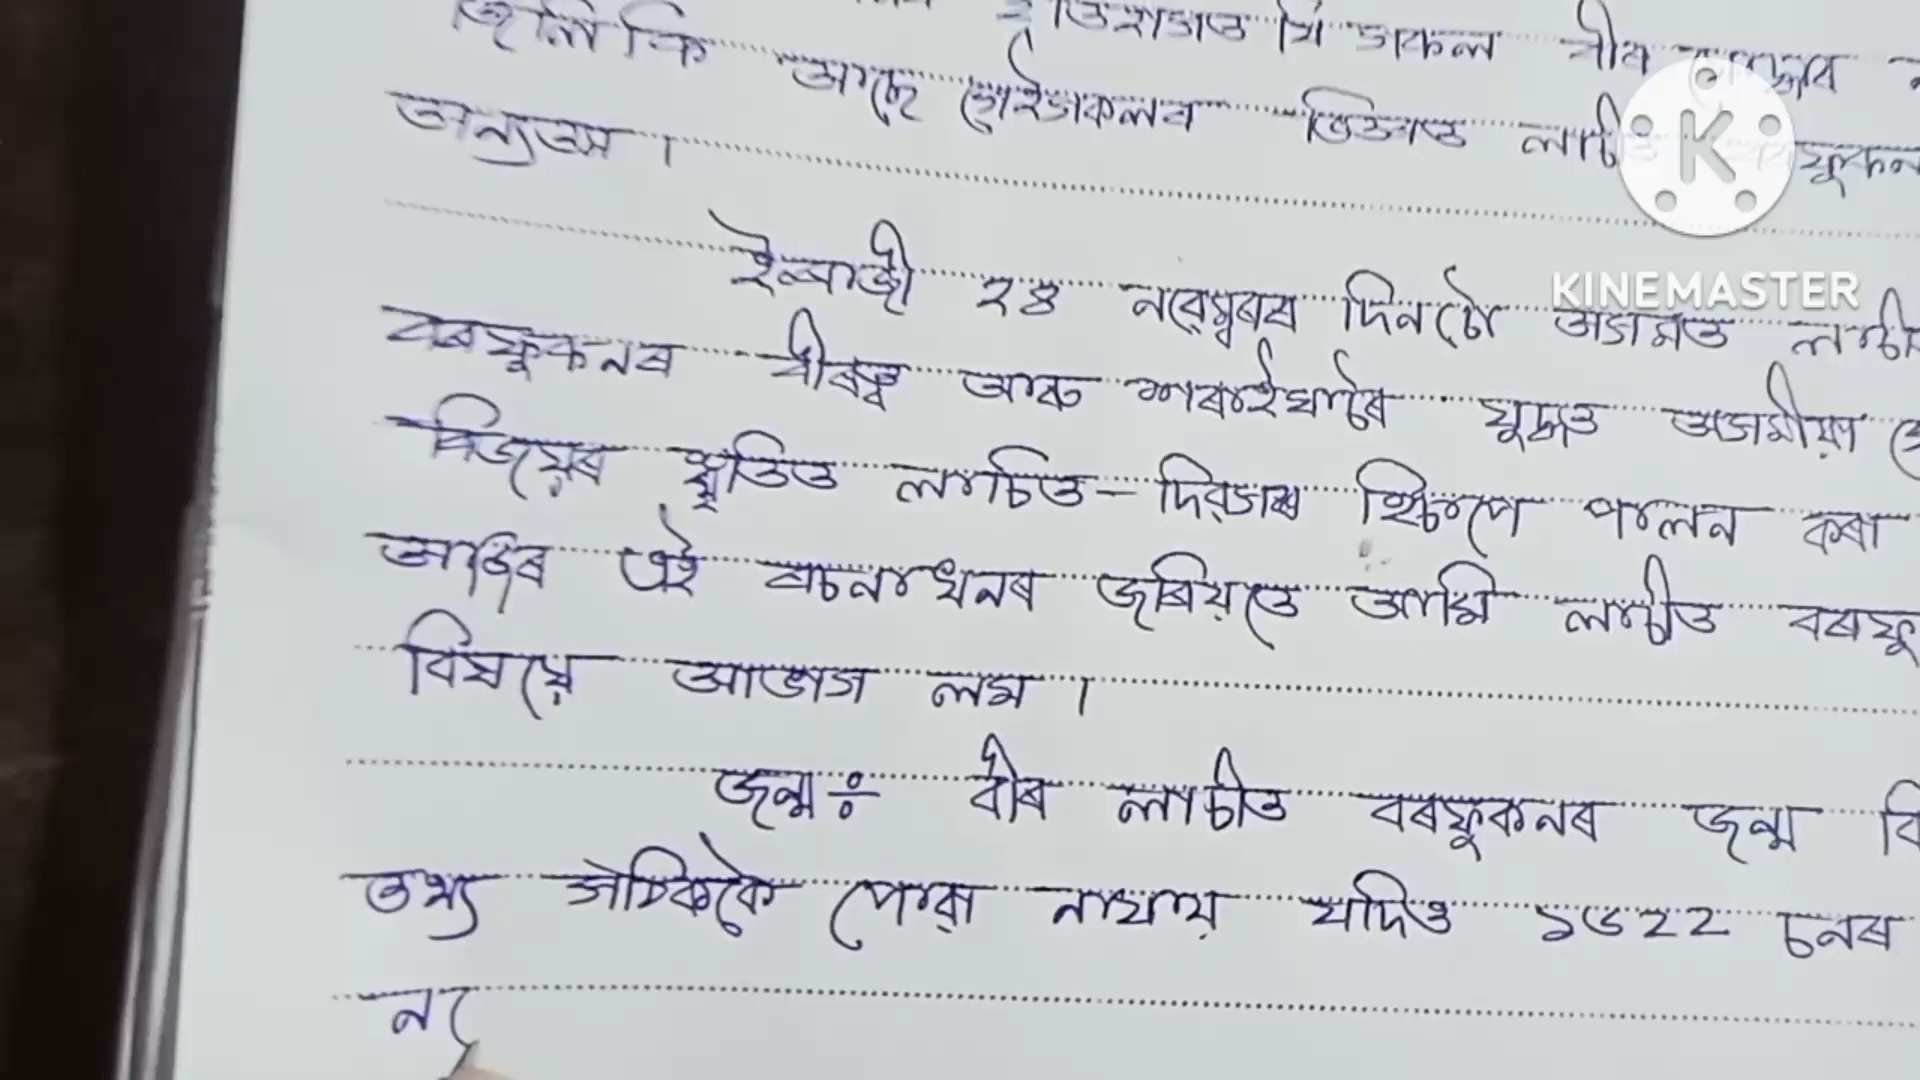 জিলিকি আছে সেইসকলৰ ভিতৰত লাচিত বৰফুকন
অন্যতম ।
ইংৰাজী ২৪ নৱেম্বৰৰ দিনটো অসমত লাচিত
বৰফুকনৰ বীৰত্ব আৰু শৰাইঘাটৰ যুদ্ধত অসমীয়া
বিজয়ৰ স্মৃতিত লাচিত-দিৱস হিচাপে পালন কৰা
আজিৰ এই ৰচনাখনৰ জৰিয়তে আমি লাচীত বৰফু
বিষয়ে আভাস লম ।
জন্ম ÷ বীৰ লাচীত বৰফুকনৰ জন্ম বি
তথ্য সঠিককৈ পোৱা নাযায় যদিও ১৬২২ চনৰ
ন
KINEMASTER